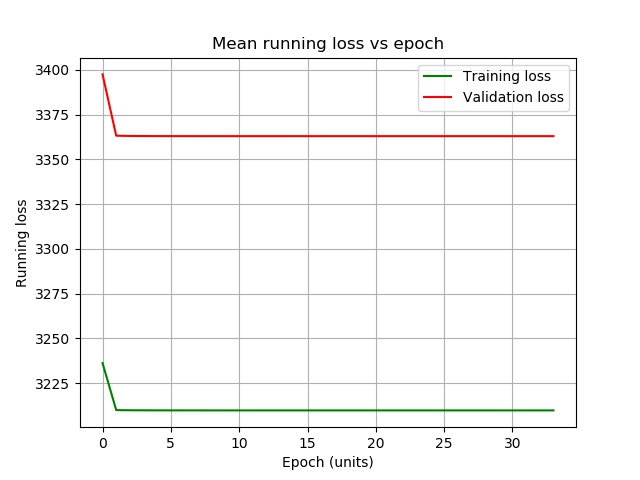 Mean running loss vs epoch
Training loss
Validation loss
3400
3375
3350
3325
3300
3275
3250
3225
Running loss
0 5 10 15 20 25 30
Epoch (units)